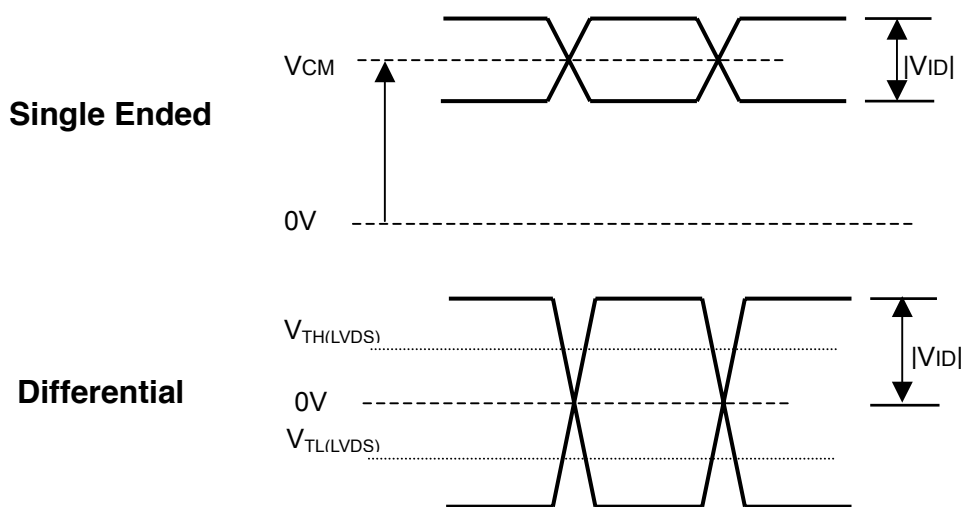 VCM
|VID|
Single Ended
0V
VTH(LVDS)
|VID|
Differential
0V
VTL(LVDS)